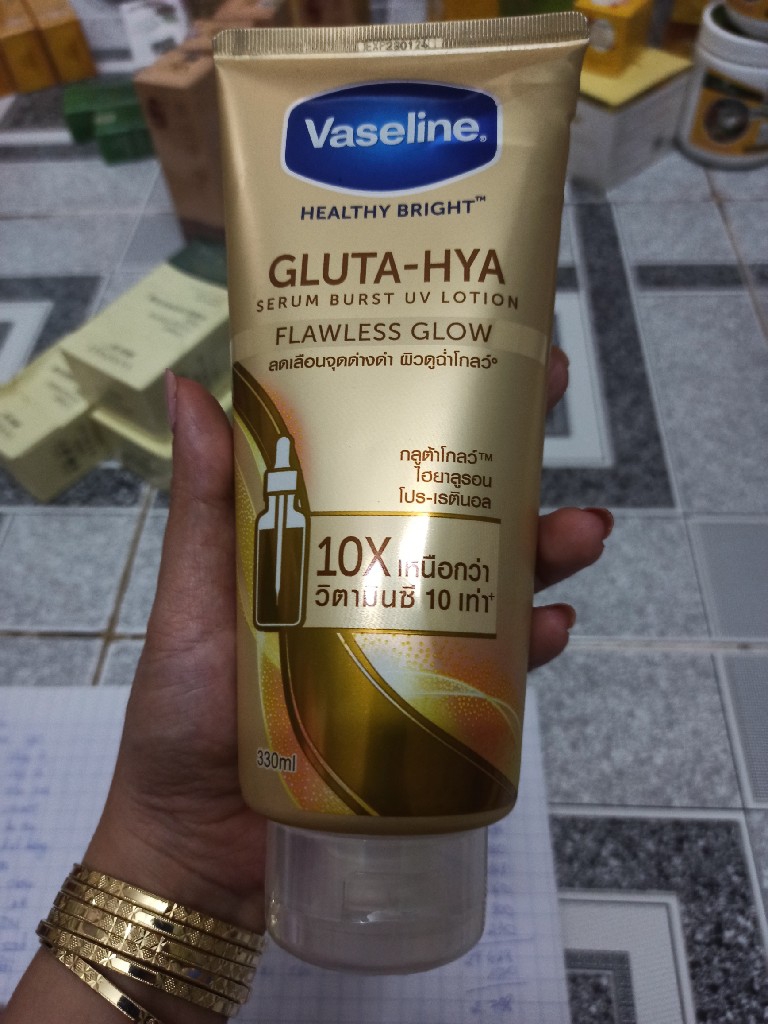 EXP290124
Vaseline®
HEALTHY BRIGHT™
GLUTA-HYA
SERUM BURST UV LOTION
FLAWLESS GLOW
ลดเลือนจุดด่างดำ ผิวดูฉ่ำโกลว์°
กลูต้าโกลว์™
ไฮยาลูรอน
โปร-เรตินอล
10X เหนือกว่า
วิตามินซี 10 เท่า⁺
330ml